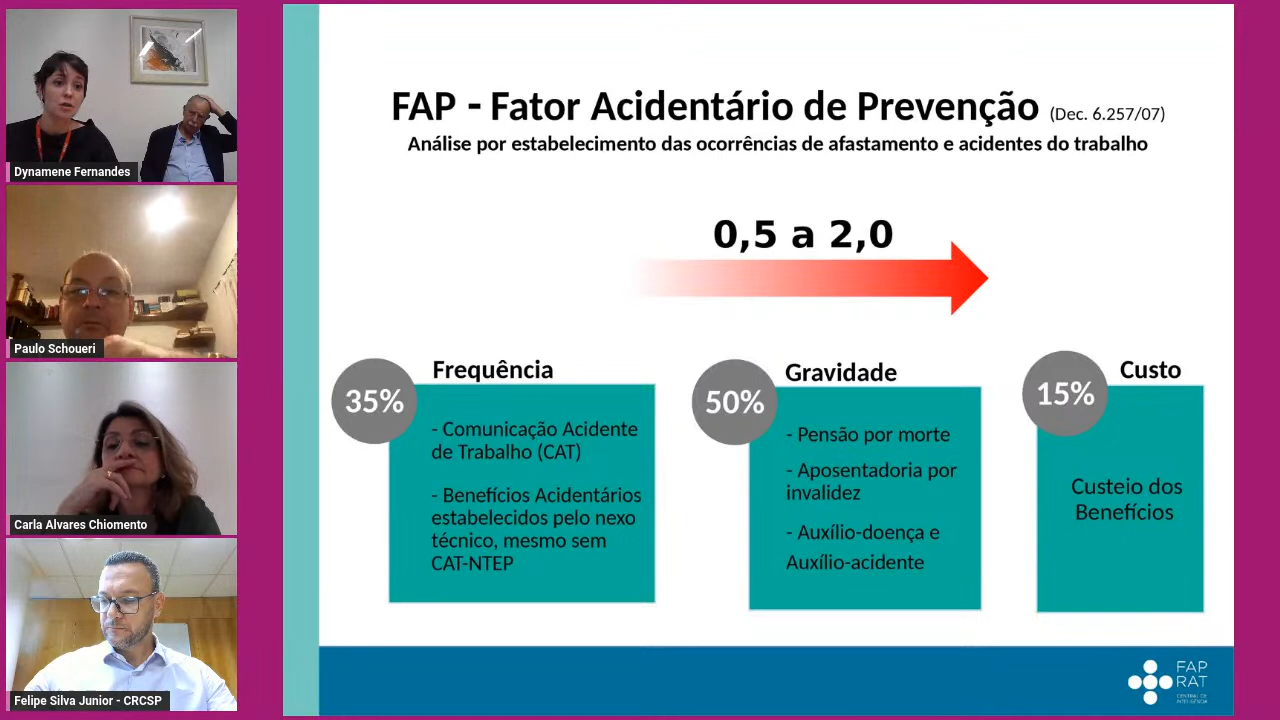 Dynamene Fernandes
Paulo Schoueri
Carla Alvares Chiomento
Felipe Silva Junior - CRCSP
FAP - Fator Acidentário de Prevenção (Dec. 6.257/07)
Análise por estabelecimento das ocorrências de afastamento e acidentes do trabalho
0,5 a 2,0
35%
Frequência
- Comunicação Acidente
de Trabalho (CAT)
- Benefícios Acidentários
estabelecidos pelo nexo
técnico, mesmo sem
CAT-NTEP
50%
Gravidade
- Pensão por morte
- Aposentadoria por
invalidez
- Auxílio-doença e
Auxílio-acidente
15%
Custo
Custeio dos
Benefícios
FAP
RAT
CENTRAL DE
INTELIGÊNCIA